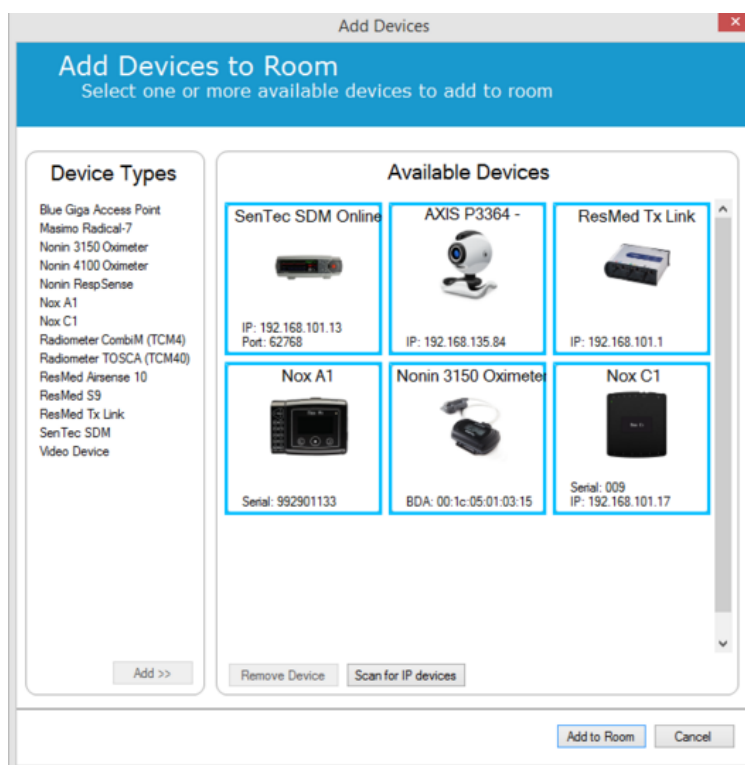 Add Devices
Add Devices to Room
Select one or more available devices to add to room
Device Types
Blue Giga Access Point
Masimo Radical-7
Nonin 3150 Oximeter
Nonin 4100 Oximeter
Nonin RespSense
Nox A1
Nox C1
Radiometer CombiM (TCM4)
Radiometer TOSCA (TCM40)
ResMed Airsense 10
ResMed S9
ResMed Tx Link
SenTec SDM
Video Device
Add >>
Available Devices
SenTec SDM Online
IP: 192.168.101.13
Port: 62768
AXIS P3364 -
IP: 192.168.135.84
ResMed Tx Link
IP: 192.168.101.1
Nox A1
Serial: 992901133
Nonin 3150 Oximeter
BDA: 00:1c:05:01:03:15
Nox C1
Serial: 009
IP: 192.168.101.17
Remove Device
Scan for IP devices
Add to Room
Cancel